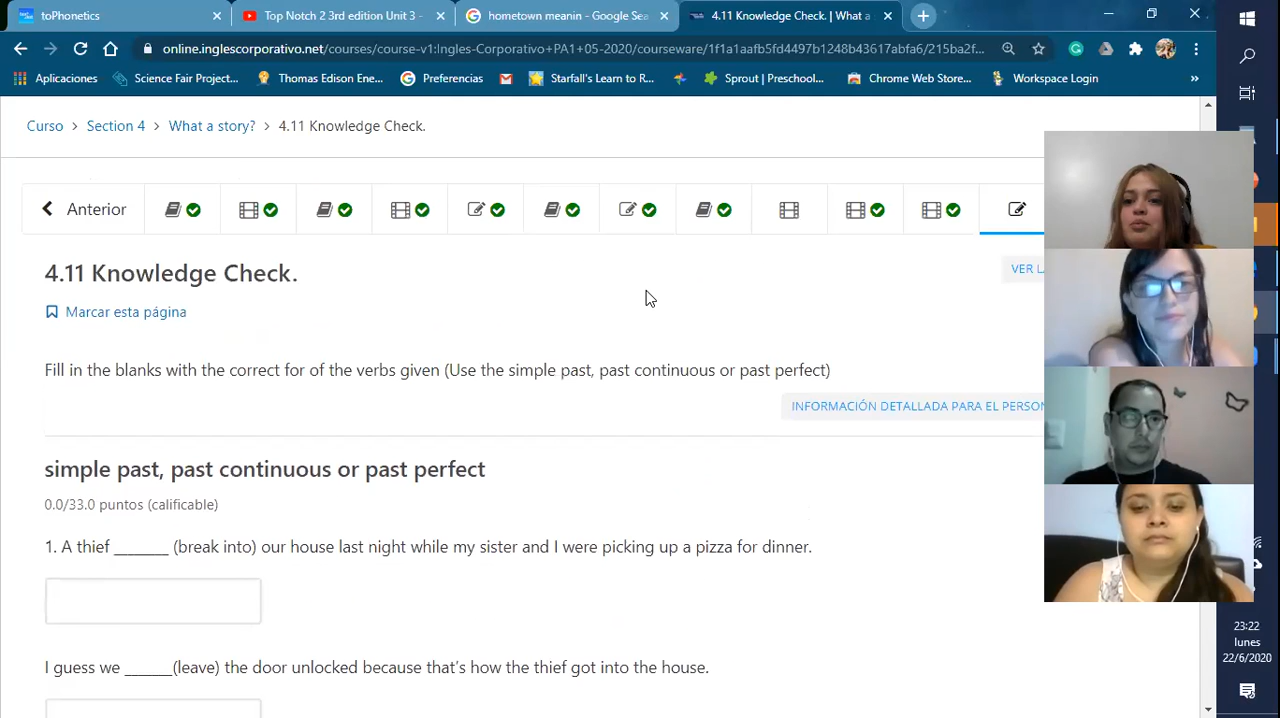 toPhonetics
Top Notch 2 3rd edition Unit 3 -
hometown meanin - Google Sea
4.11 Knowledge Check. | What a
online.inglescorporativo.net/courses/course-v1:Ingles-Corporativo+PA1+05-2020/courseware/1f1a1aafb5fd4497b1248b43617abfa6/215ba2f...
Aplicaciones
Science Fair Project...
Thomas Edison Ene...
Preferencias
Starfall's Learn to R...
Sprout | Preschool...
Chrome Web Store...
Workspace Login
»
Curso > Section 4 > What a story? > 4.11 Knowledge Check.
Anterior
4.11 Knowledge Check.
VER L
Marcar esta página
Fill in the blanks with the correct for of the verbs given (Use the simple past, past continuous or past perfect)
INFORMACIÓN DETALLADA PARA EL PERSON
simple past, past continuous or past perfect
0.0/33.0 puntos (calificable)
1. A thief _______ (break into) our house last night while my sister and I were picking up a pizza for dinner.
I guess we ______(leave) the door unlocked because that's how the thief got into the house.
23:22
lunes
22/6/2020